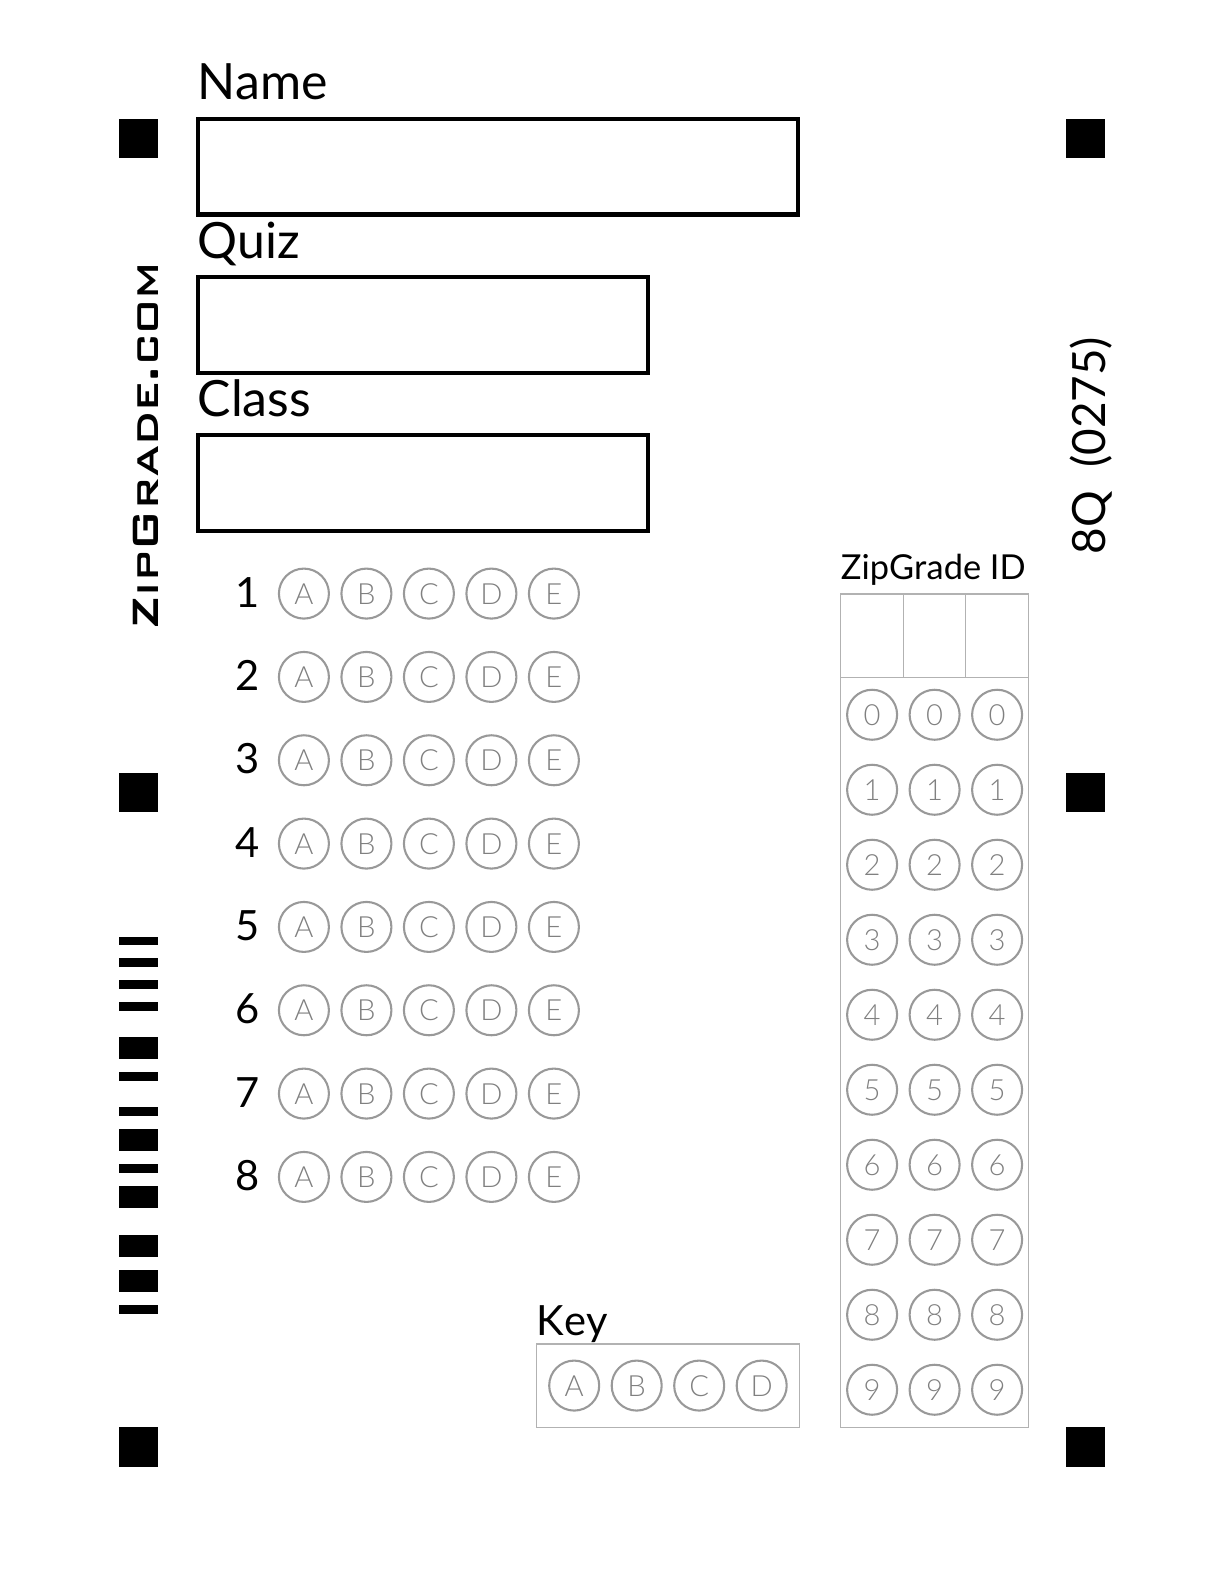 Name
Quiz
Class
ZipGrade.com
8Q (0275)
1 A B C D E
2 A B C D E
3 A B C D E
4 A B C D E
5 A B C D E
6 A B C D E
7 A B C D E
8 A B C D E
ZipGrade ID
0 0 0
1 1 1
2 2 2
3 3 3
4 4 4
5 5 5
6 6 6
7 7 7
8 8 8
9 9 9
Key
A B C D